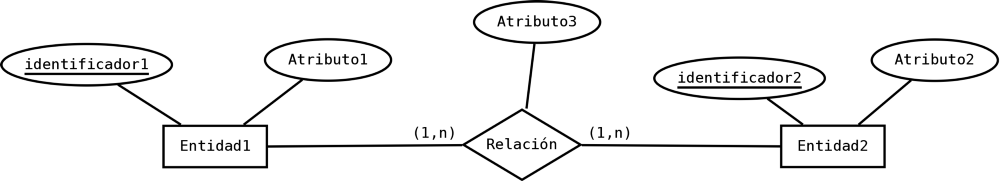 Atributo3
identificador1
Atributo1
identificador2
Atributo2
(1,n)
(1,n)
Entidad1
Relación
Entidad2